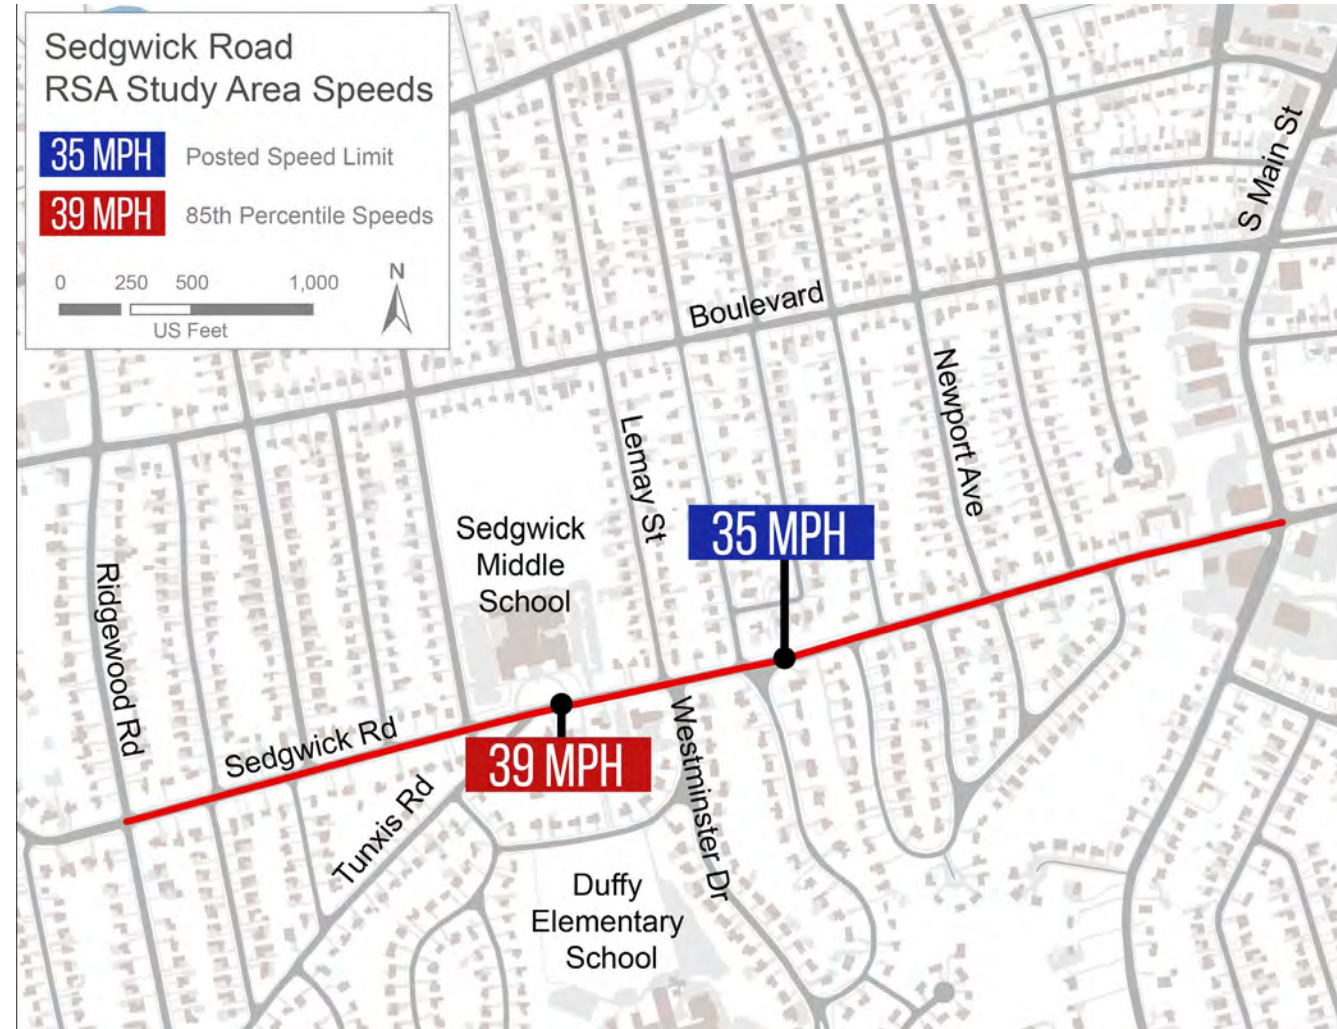 Sedgwick Road
RSA Study Area Speeds
35 MPH Posted Speed Limit
39 MPH 85th Percentile Speeds
0 250 500 1,000
US Feet
N
S Main St
Boulevard
Newport Ave
Lemay St
35 MPH
Sedgwick
Middle
School
Ridgewood Rd
Sedgwick Rd
39 MPH
Westminster Dr
Tunxis Rd
Duffy
Elementary
School